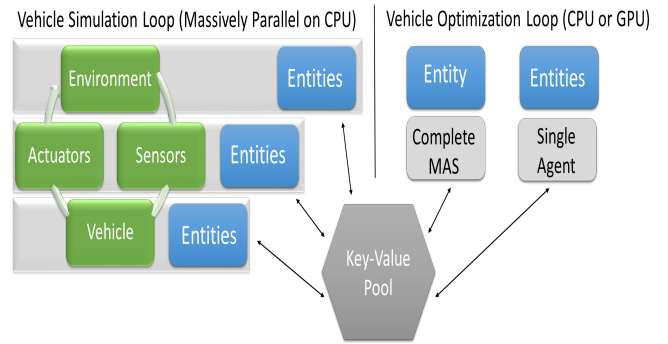 Vehicle Simulation Loop (Massively Parallel on CPU)
Vehicle Optimization Loop (CPU or GPU)
Environment
Entities
Actuators
Sensors
Entities
Vehicle
Entities
Entity
Entities
Complete
MAS
Single
Agent
Key-Value
Pool